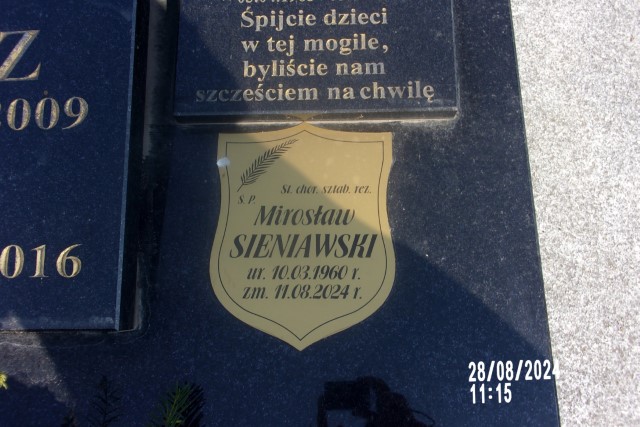 Śpijcie dzieci
w tej mogile,
byliście nam
szczęściem na chwilę
Z
2009
2016
St. chor. sztab. rez.
Ś. P.
Mirosław
SIENIAWSKI
ur. 10.03.1960 r.
zm. 11.08.2024 r.
28/08/2024
11:15